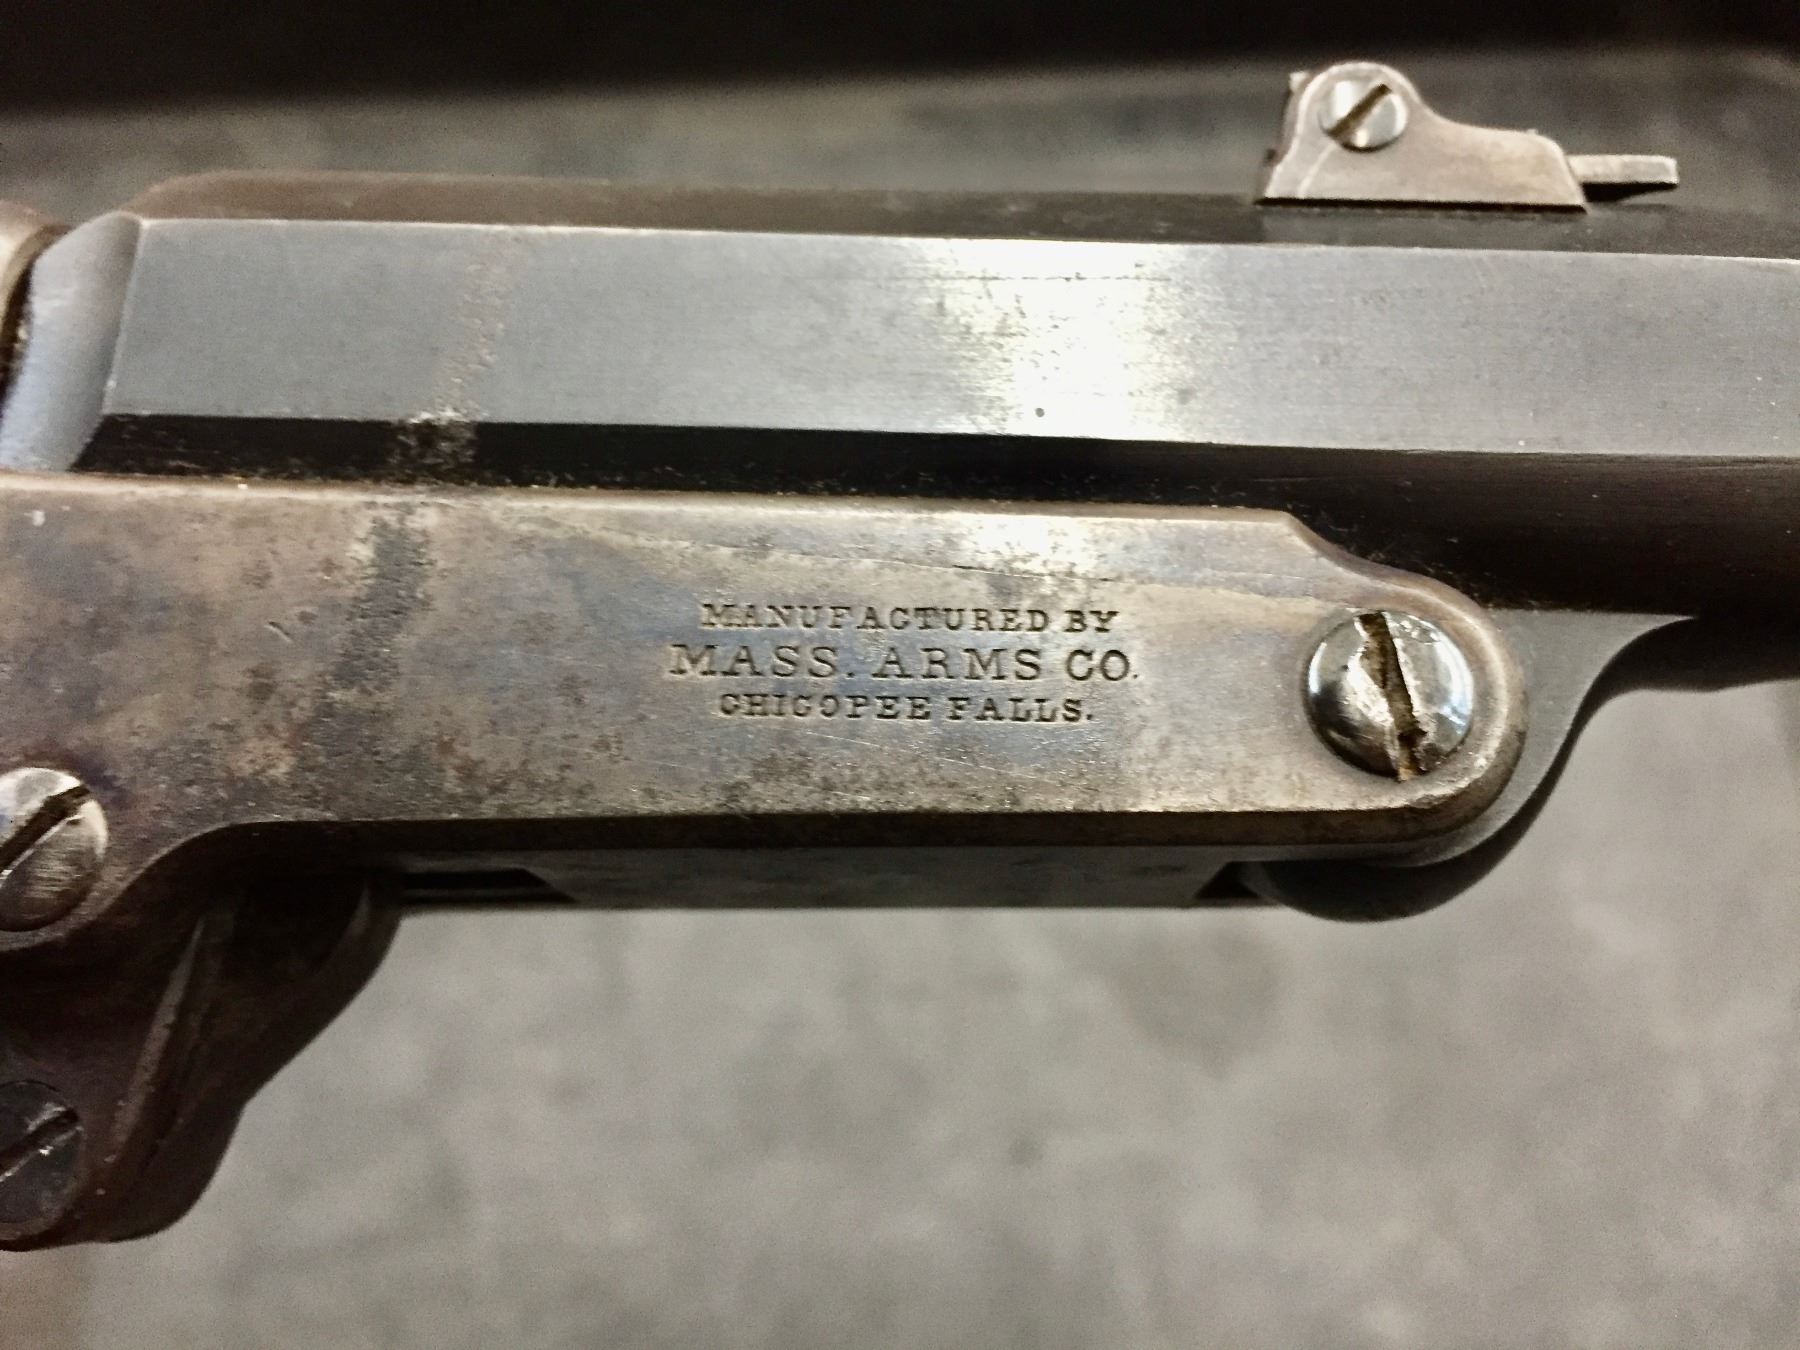 MANUFACTURED BY
MASS. ARMS CO.
CHICOPEE FALLS.